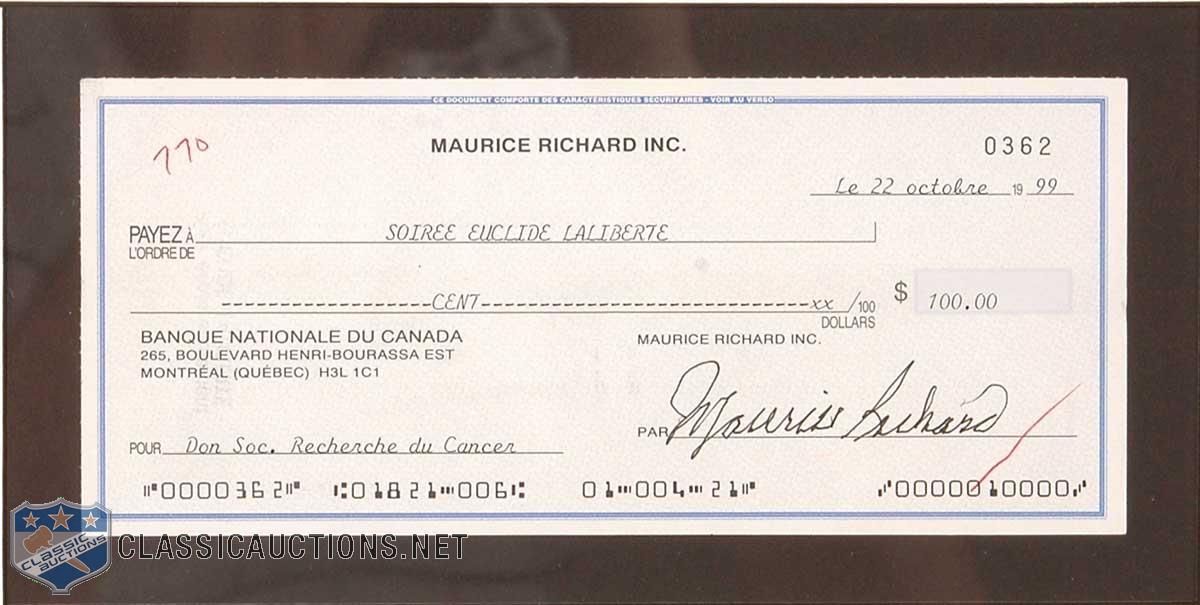 CE DOCUMENT COMPORTE DES CARACTÉRISTIQUES SÉCURITAIRES - VOIR AU VERSO
770
MAURICE RICHARD INC.
0362
Le 22 octobre 19 99
PAYEZ À
L'ORDRE DE
SOIREE EUCLIDE LALIBERTE
------------------CENT----------------------------xx /100
DOLLARS
$ 100.00
BANQUE NATIONALE DU CANADA
265, BOULEVARD HENRI-BOURASSA EST
MONTRÉAL (QUÉBEC) H3L 1C1
MAURICE RICHARD INC.
PAR Maurice Richard
POUR Don Soc. Recherche du Cancer
⑈0000362⑈ ⑆01821⑉006⑆ 01⑉004⑉21⑈ ⑇0000010000⑇
CLASSIC AUCTIONS
CLASSICAUCTIONS.NET